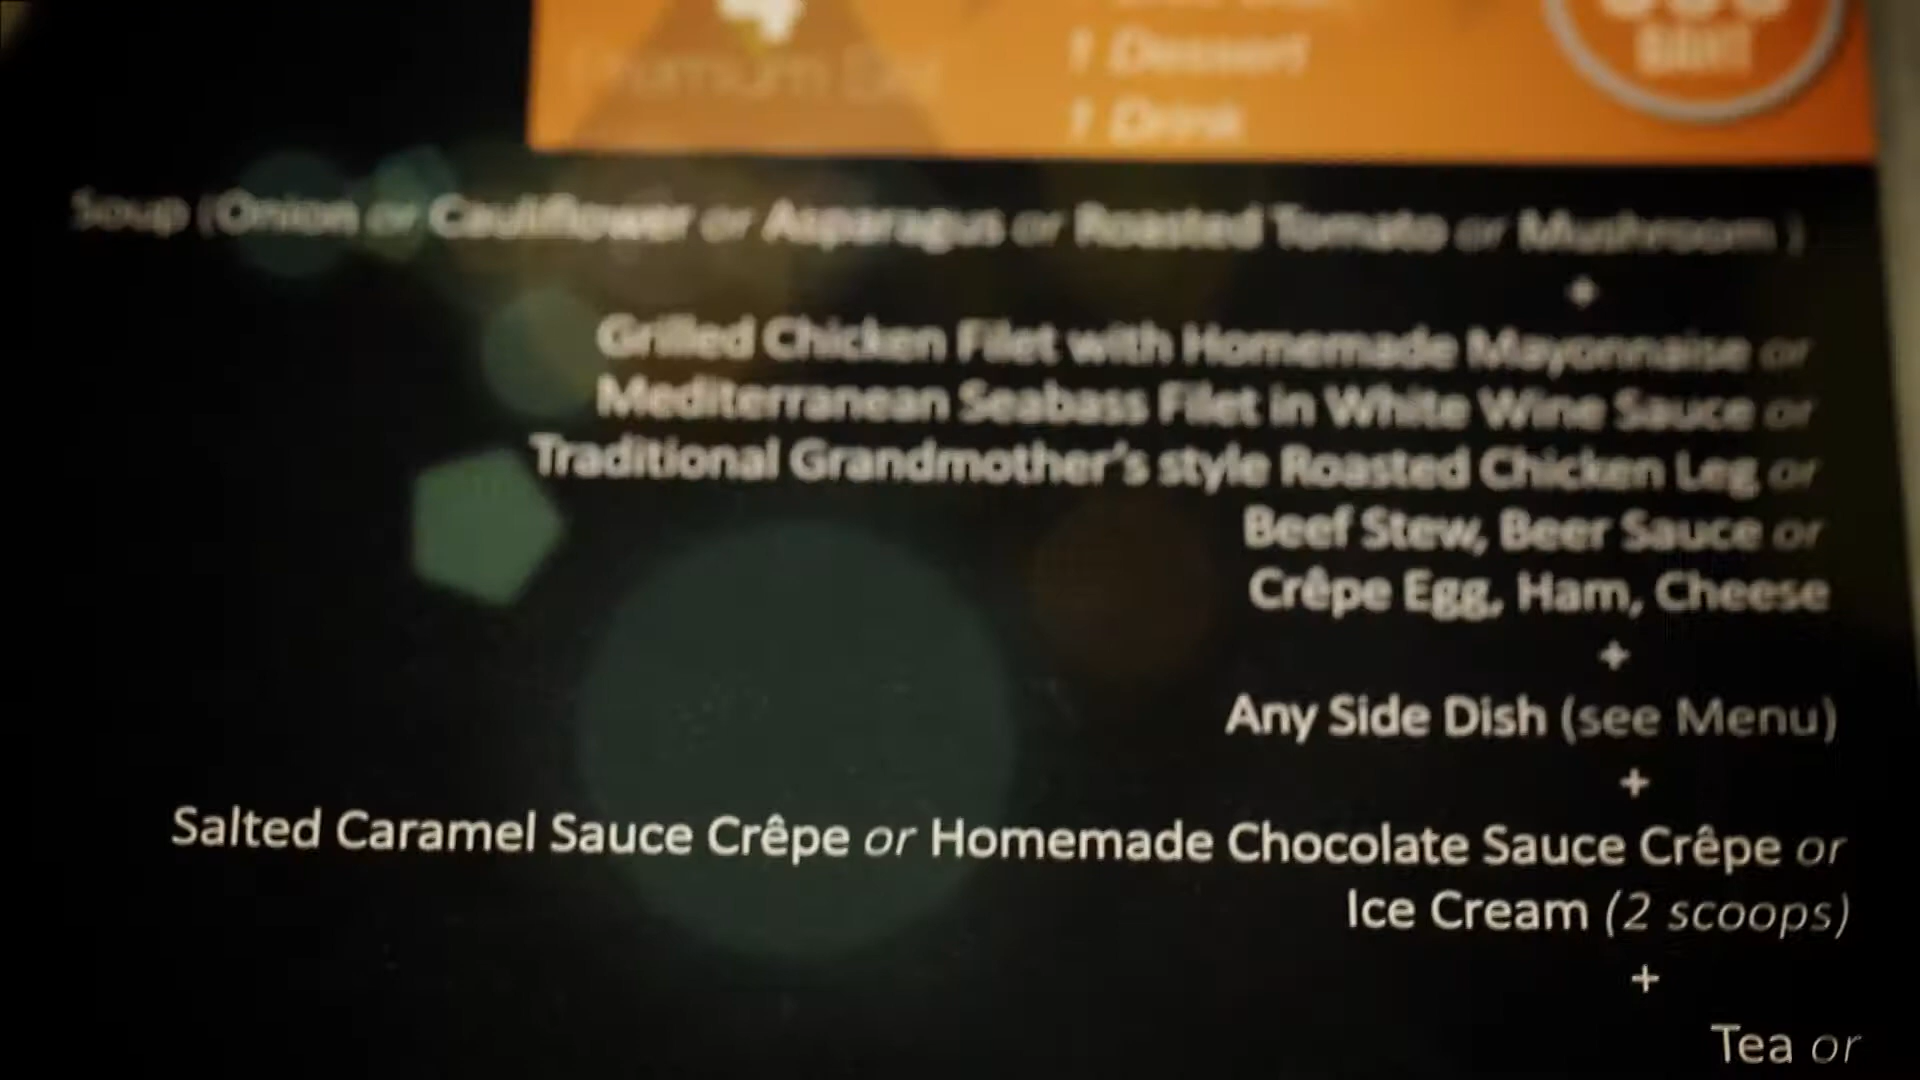 1 Dessert
1 Drink
BAHT
Soup (Onion or Cauliflower or Asparagus or Roasted Tomato or Mushroom )
+
Grilled Chicken Filet with Homemade Mayonnaise or
Mediterranean Seabass Filet in White Wine Sauce or
Traditional Grandmother's style Roasted Chicken Leg or
Beef Stew, Beer Sauce or
Crêpe Egg, Ham, Cheese
+
Any Side Dish (see Menu)
+
Salted Caramel Sauce Crêpe or Homemade Chocolate Sauce Crêpe or
Ice Cream (2 scoops)
+
Tea or